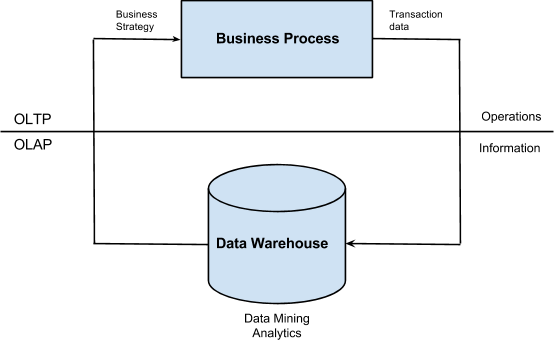 Business
Strategy
Business Process
Transaction
data
OLTP
Operations
OLAP
Information
Data Warehouse
Data Mining
Analytics